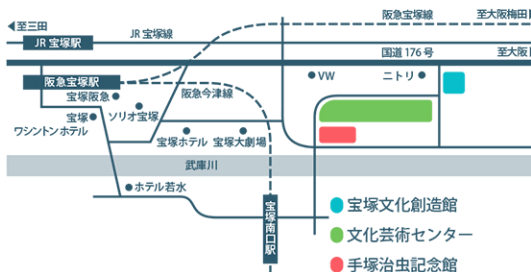 ◀至三田
阪急宝塚線
至大阪梅田
JR 宝塚駅
JR 宝塚線
国道 176 号
至大阪
阪急宝塚駅
VW
ニトリ
宝塚阪急
阪急今津線
ソリオ宝塚
宝塚
ワシントンホテル
宝塚ホテル
宝塚大劇場
武庫川
ホテル若水
宝塚南口駅
宝塚文化創造館
文化芸術センター
手塚治虫記念館